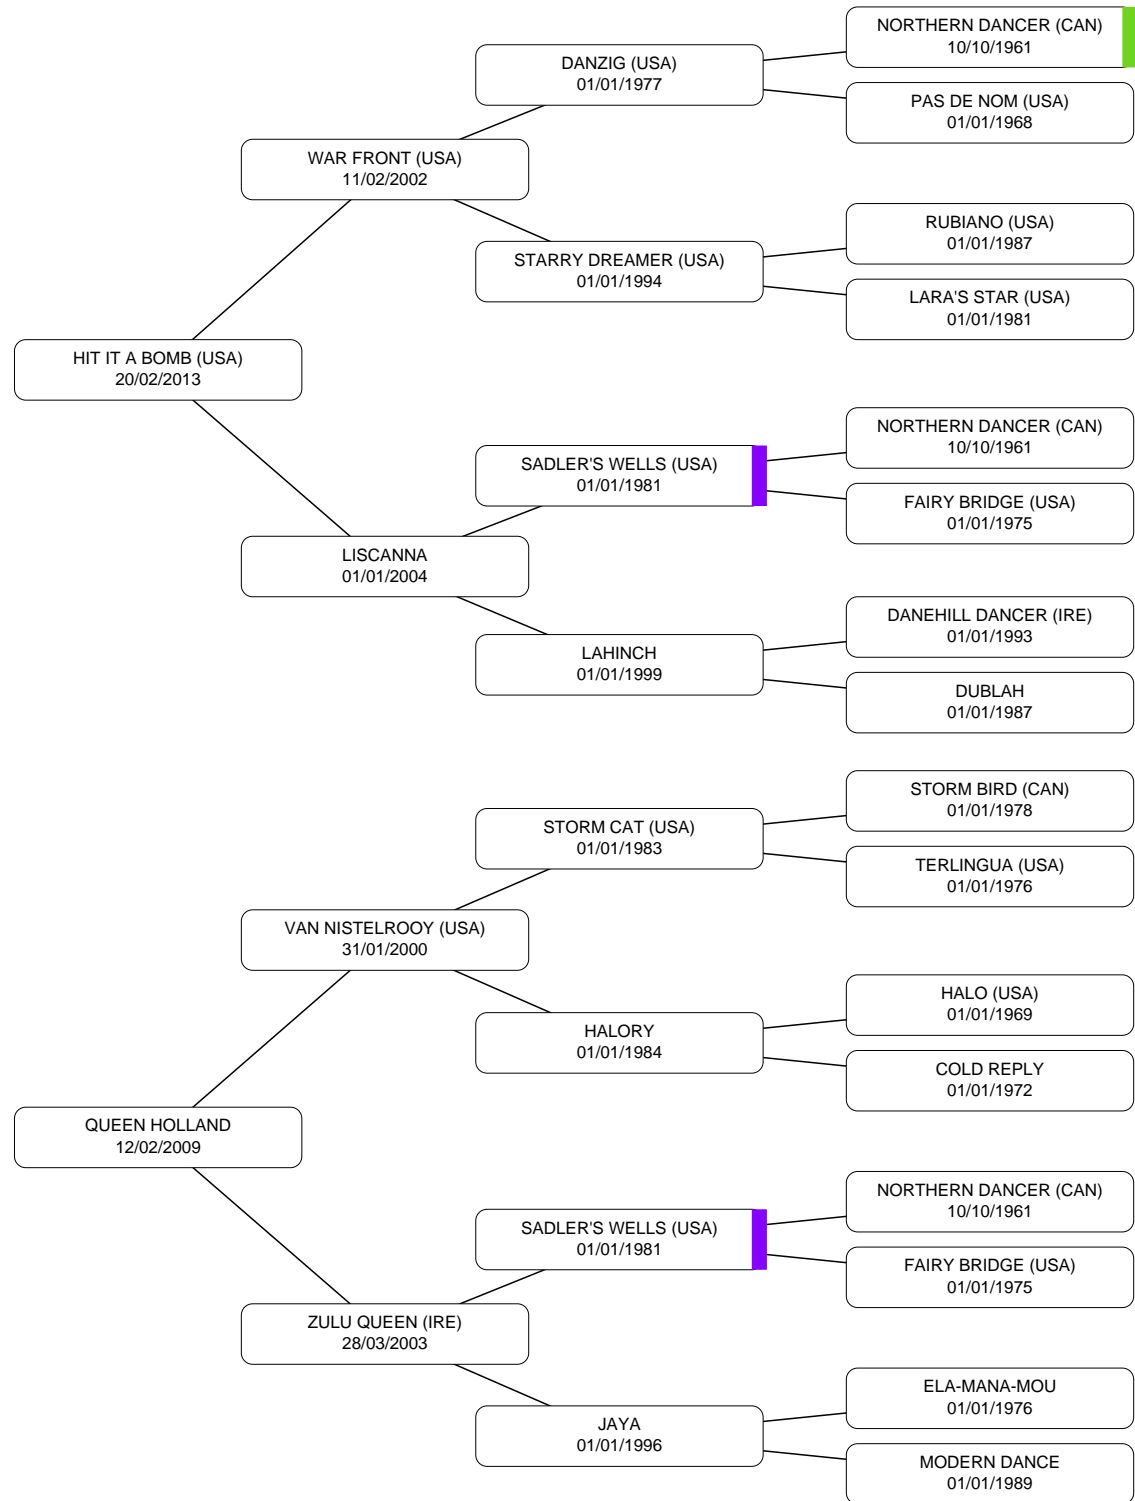 NORTHERN DANCER (CAN)
10/10/1961
DANZIG (USA)
01/01/1977
PAS DE NOM (USA)
01/01/1968
WAR FRONT (USA)
11/02/2002
RUBIANO (USA)
01/01/1987
STARRY DREAMER (USA)
01/01/1994
LARA'S STAR (USA)
01/01/1981
HIT IT A BOMB (USA)
20/02/2013
NORTHERN DANCER (CAN)
10/10/1961
SADLER'S WELLS (USA)
01/01/1981
FAIRY BRIDGE (USA)
01/01/1975
LISCANNA
01/01/2004
DANEHILL DANCER (IRE)
01/01/1993
LAHINCH
01/01/1999
DUBLAH
01/01/1987
STORM BIRD (CAN)
01/01/1978
STORM CAT (USA)
01/01/1983
TERLINGUA (USA)
01/01/1976
VAN NISTELROOY (USA)
31/01/2000
HALO (USA)
01/01/1969
HALORY
01/01/1984
COLD REPLY
01/01/1972
QUEEN HOLLAND
12/02/2009
NORTHERN DANCER (CAN)
10/10/1961
SADLER'S WELLS (USA)
01/01/1981
FAIRY BRIDGE (USA)
01/01/1975
ZULU QUEEN (IRE)
28/03/2003
ELA-MANA-MOU
01/01/1976
JAYA
01/01/1996
MODERN DANCE
01/01/1989